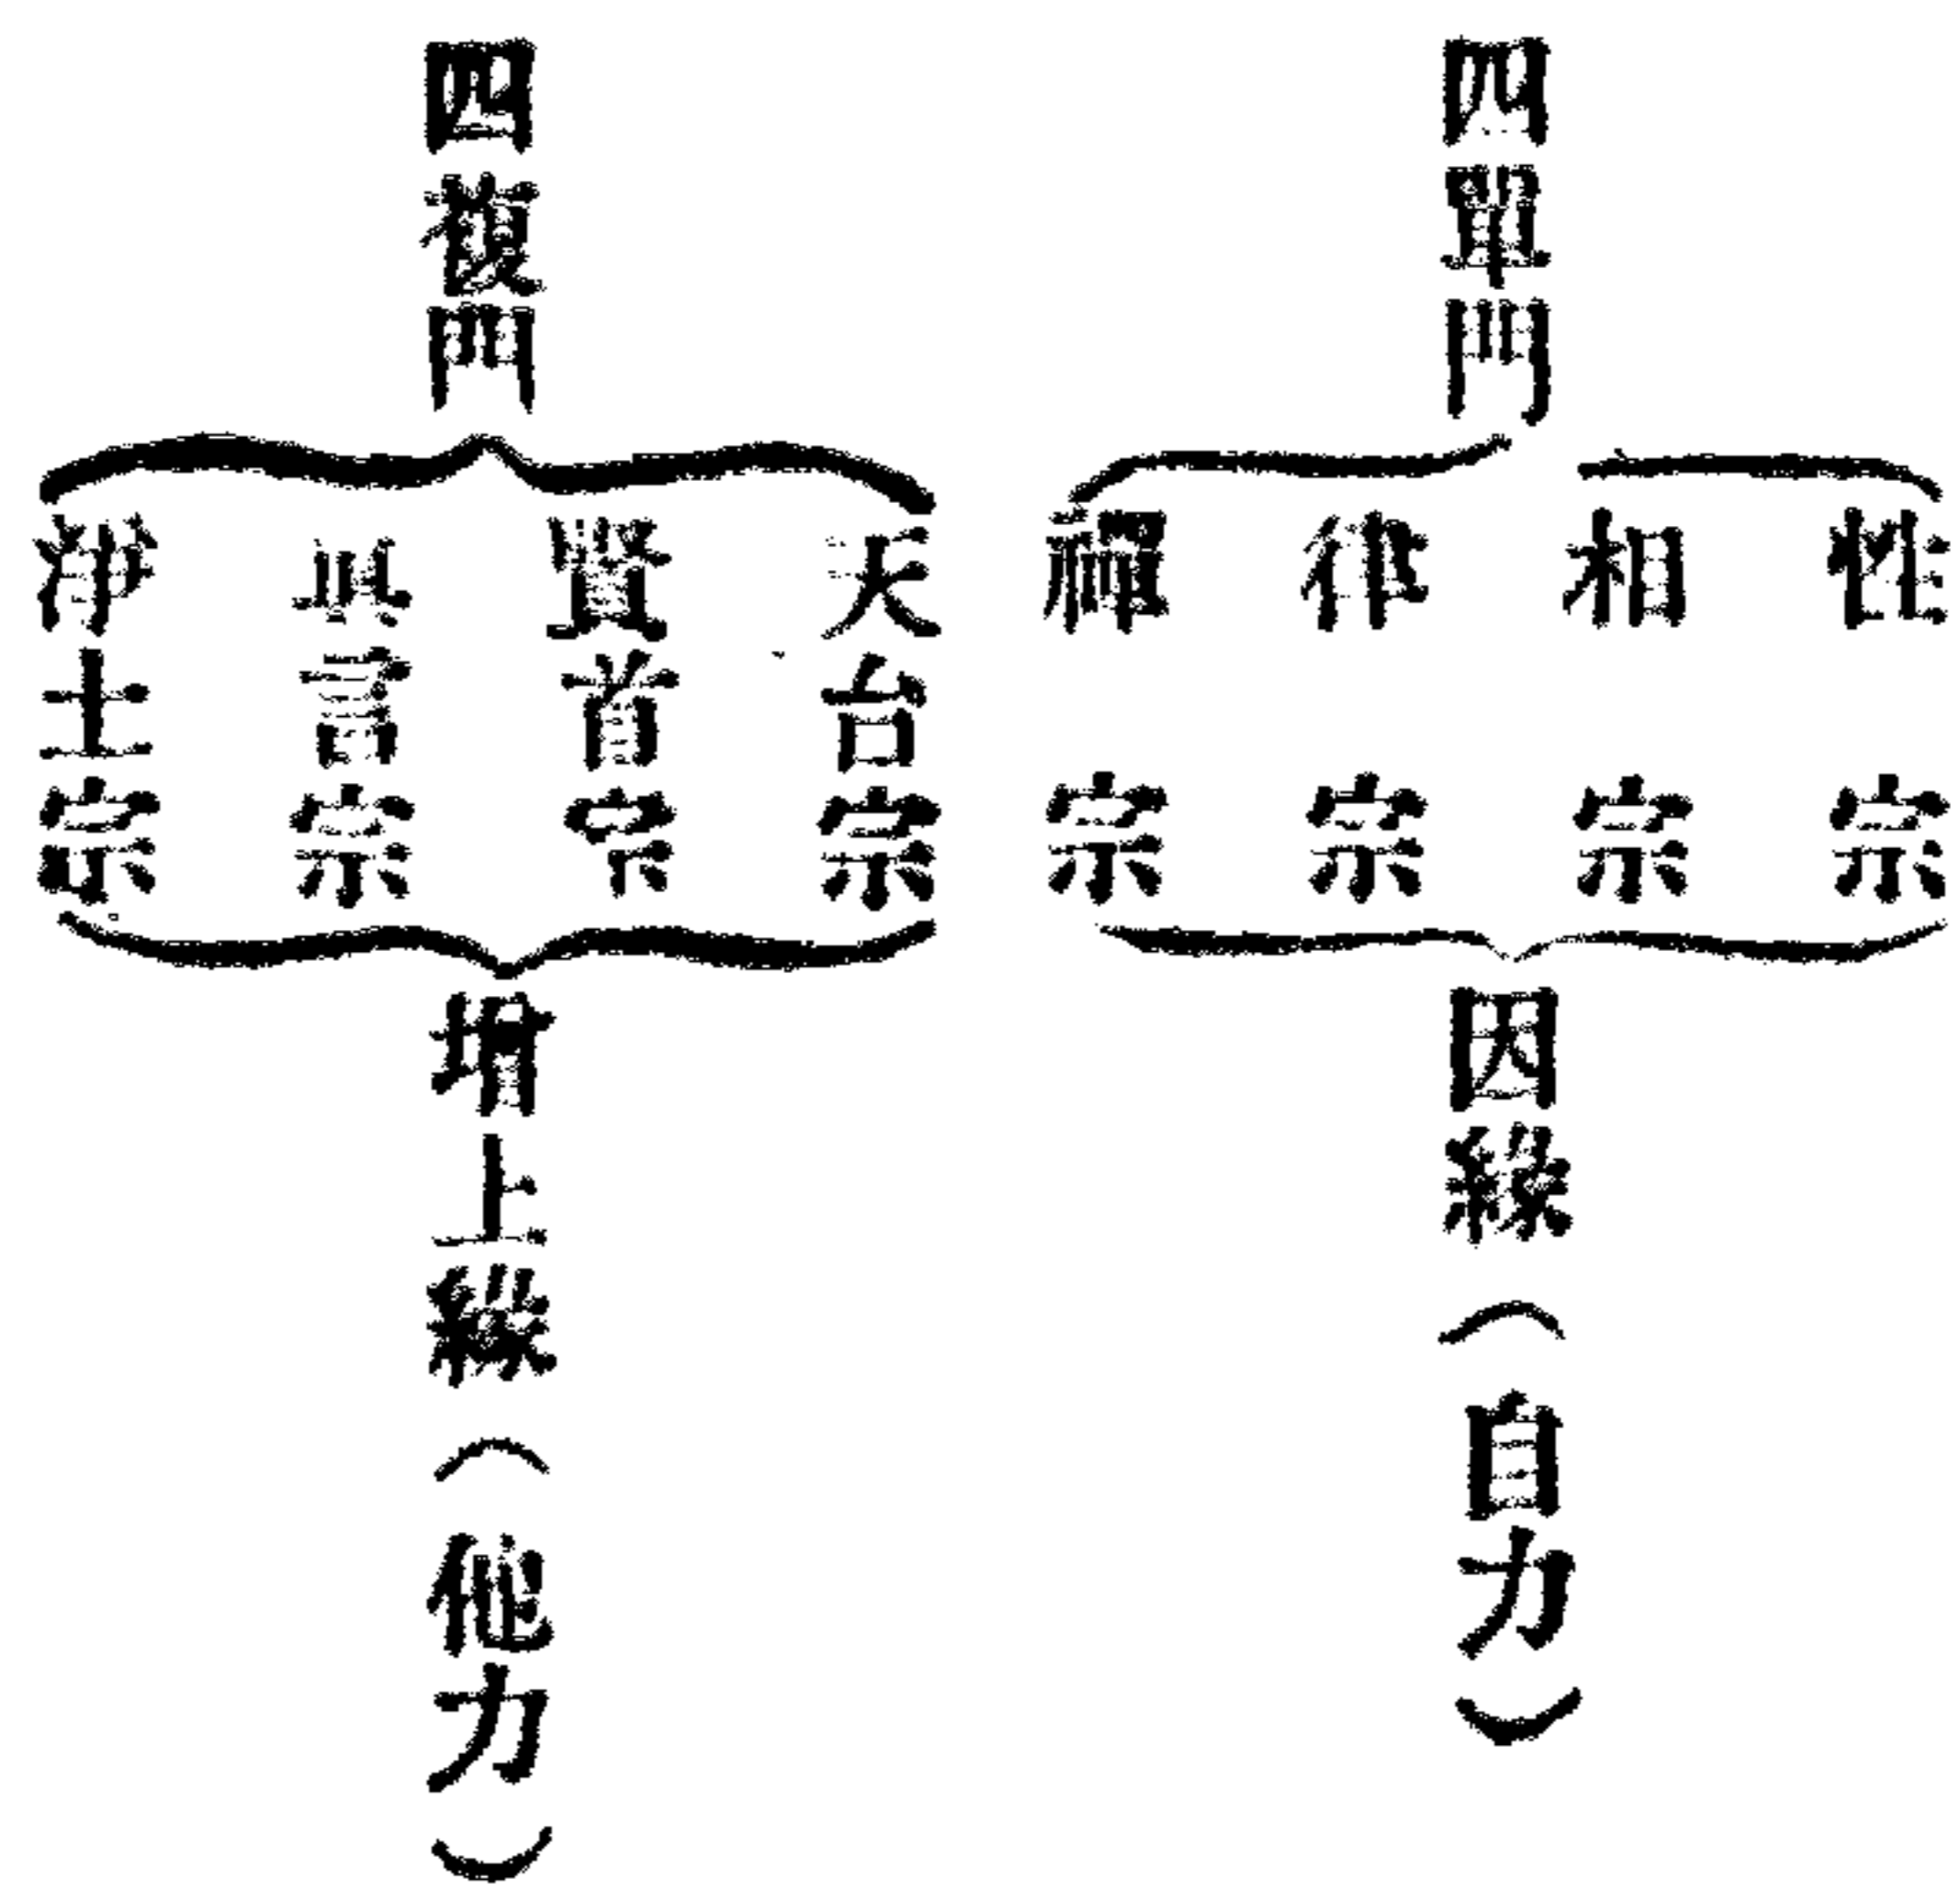 四單門
性宗
相宗
律宗
禪宗
因緣（自力）
四複門
天台宗
賢首宗
真言宗
淨土宗
增上緣（他力）